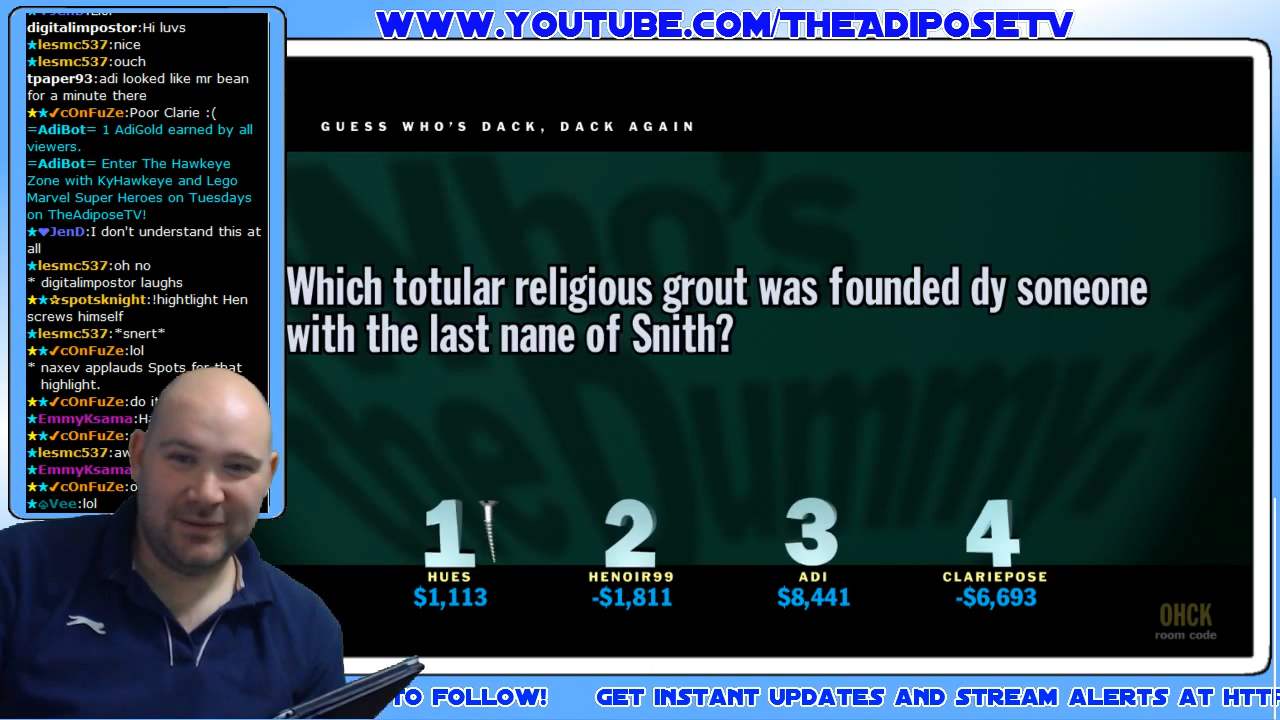 WWW.YOUTUBE.COM/THEADIPOSETV
digitalimpostor:Hi luvs
★lesmc537:nice
★lesmc537:ouch
tpaper93:adi looked like mr bean
for a minute there
★★✔cOnFuZe:Poor Clarie :(
=AdiBot= 1 AdiGold earned by all
viewers.
=AdiBot= Enter The Hawkeye
Zone with KyHawkeye and Lego
Marvel Super Heroes on Tuesdays
on TheAdiposeTV!
★♥JenD:I don't understand this at
all
★lesmc537:oh no
* digitalimpostor laughs
★★☆spotsknight:!hightlight Hen
screws himself
★lesmc537:*snert*
★★✔cOnFuZe:lol
* naxev applauds Spots for that
highlight.
★★✔cOnFuZe:do
★EmmyKsama:
★★✔cOnFuZe:
★lesmc537:
★EmmyKsama
★★✔cOnFuZe:
★♤Vee:lol
GUESS WHO'S DACK, DACK AGAIN
Which totular religious grout was founded dy soneone
with the last nane of Snith?
1 2 3 4
HUES HENOIR99 ADI CLARIEPOSE
$1,113 -$1,811 $8,441 -$6,693
OHCK
room code
TO FOLLOW! GET INSTANT UPDATES AND STREAM ALERTS AT